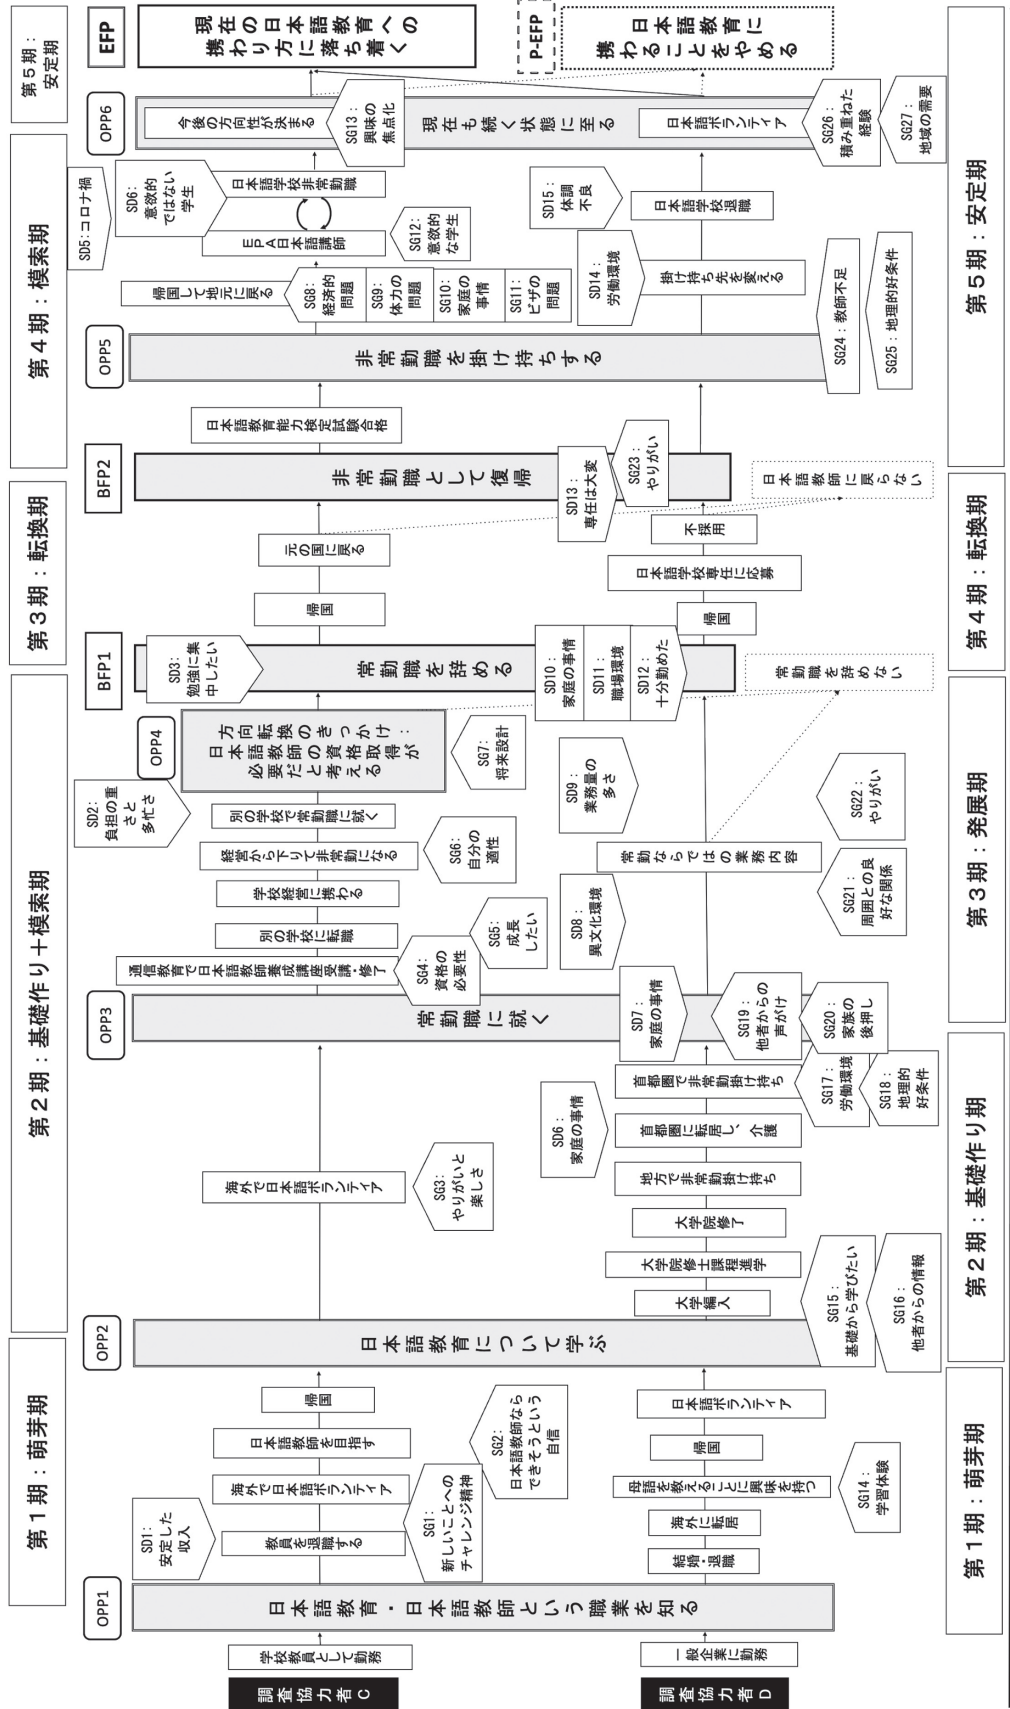 第1期：萌芽期
第2期：基礎作り＋模索期
第3期：転換期
第4期：模索期
第5期：
安定期
OPP1
OPP2
OPP3
OPP4
BFP1
BFP2
OPP5
OPP6
EFP
調査協力者C
学校教員として勤務
日本語教育・日本語教師という職業を知る
SD1：
安定した
収入
教員を退職する
海外で日本語ボランティア
日本語教師を目指す
帰国
SG1：
新しいことへの
チャレンジ精神
SG2：
日本語教師なら
できそうという
自信
日本語教育について学ぶ
海外で日本語ボランティア
SG3：
やりがいと
楽しさ
常勤職に就く
通信教育で日本語教師養成講座受講・修了
別の学校に転職
学校経営に携わる
経営から下りて非常勤になる
別の学校で常勤職に就く
SG4：
資格の
必要性
SG5：
成長
したい
SG6：
自分の
適性
SD2：
負担の重
さと
多忙さ
方向転換のきっかけ：
日本語教師の資格取得が
必要だと考える
SG7：
将来設計
SD3：
勉強に集
中したい
常勤職を辞める
帰国
元の国に戻る
非常勤職として復帰
日本語教育能力検定試験合格
非常勤職を掛け持ちする
帰国して地元に戻る
SG8：
経済的
問題
SG9：
体力の
問題
SG10：
家庭の
事情
SG11：
ビザの
問題
SD5：コロナ禍
SD6：
意欲的
ではない
学生
EPA日本語講師
日本語学校非常勤職
SG12：
意欲的
な学生
今後の方向性が決まる
SG13：
興味の
焦点化
現在も続く状態に至る
現在の日本語教育への
携わり方に落ち着く
P-EFP
日本語教育に
携わることをやめる
調査協力者D
一般企業に勤務
結婚・退職
海外に転居
母語を教えることに興味を持つ
帰国
日本語ボランティア
SG14：
学習体験
SG15：
基礎から学びたい
SG16：
他者からの情報
大学編入
大学院修士課程進学
大学院修了
地方で非常勤掛け持ち
首都圏に転居し、介護
首都圏で非常勤掛け持ち
SD6：
家庭の事情
SG17：
労働環境
SG18：
地理的
好条件
SD7：
家庭の事情
SG19：
他者からの
声がけ
SG20：
家族の
後押し
SD8：
異文化環境
常勤ならではの業務内容
SD9：
業務量の
多さ
SG21：
周囲との良
好な関係
SG22：
やりがい
SD10：
家庭の事情
SD11：
職場環境
SD12：
十分勤めた
常勤職を辞めない
帰国
日本語学校専任に応募
不採用
SD13：
専任は大変
SG23：
やりがい
日本語教師に戻らない
SG24：教師不足
SG25：地理的好条件
SD14：
労働環境
掛け持ち先を変える
SD15：
体調
不良
日本語学校退職
日本語ボランティア
SG26：
積み重ねた
経験
SG27：
地域の需要
第1期：萌芽期
第2期：基礎作り期
第3期：発展期
第4期：転換期
第5期：安定期